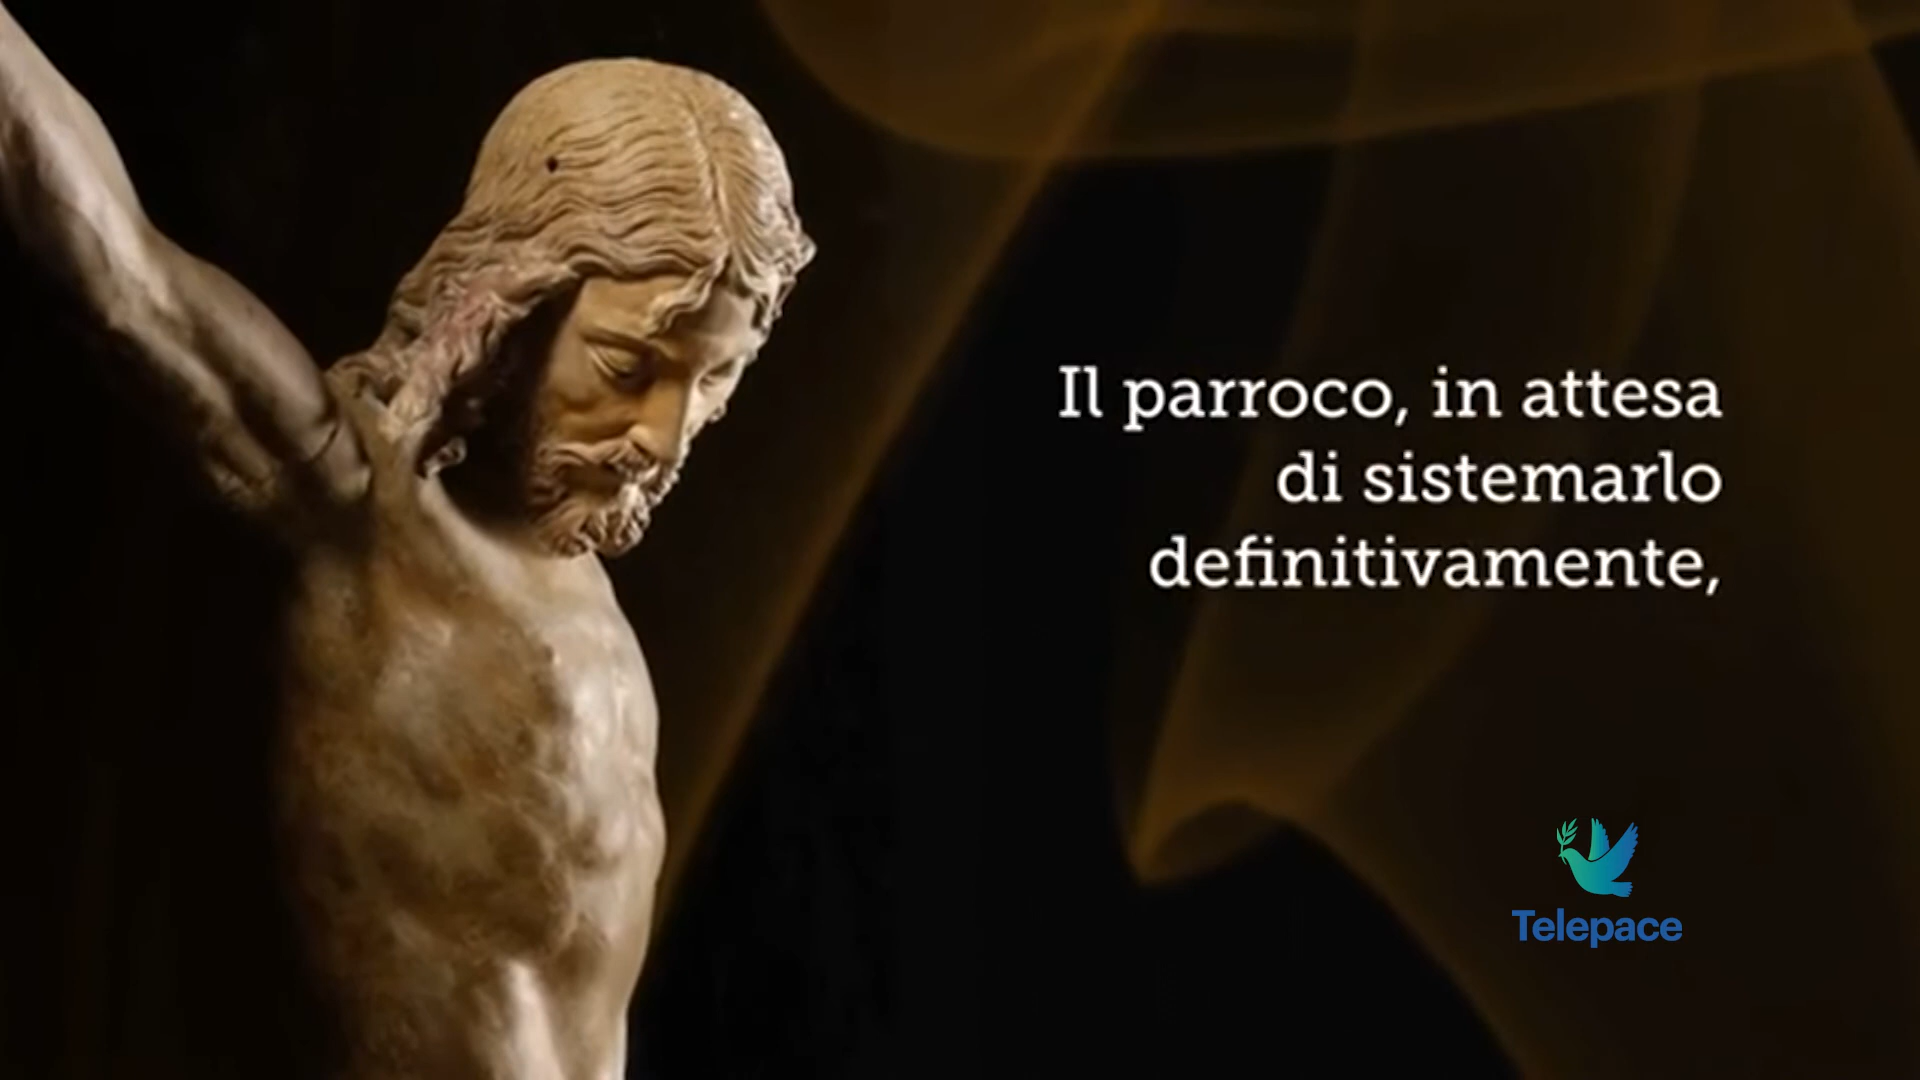 Il parroco, in attesa
di sistemarlo
definitivamente,
Telepace